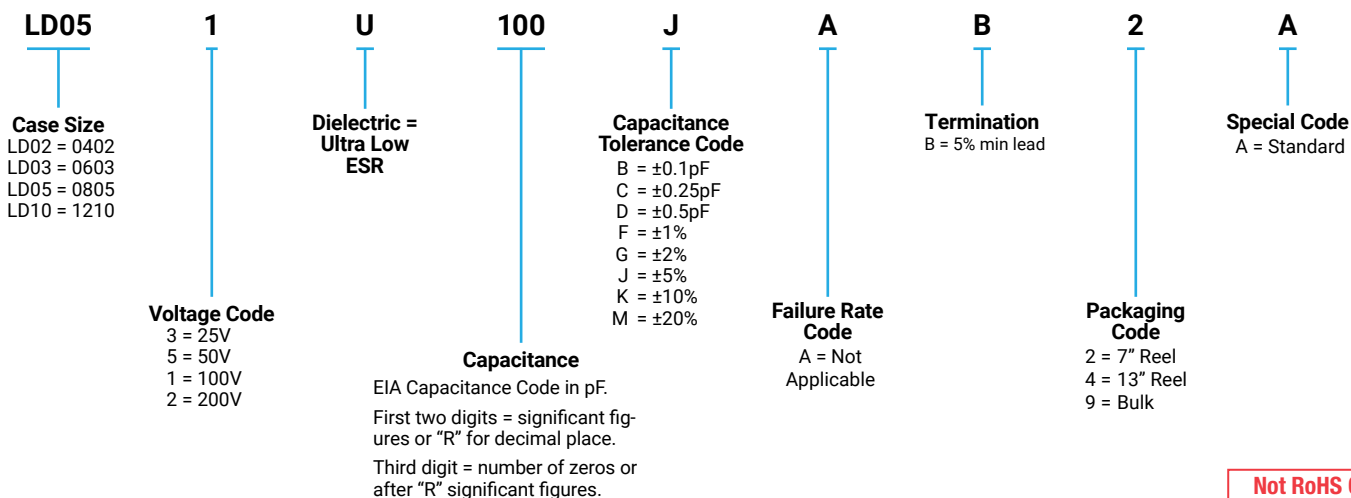 LD05 1 U 100 J A B 2 A
Case Size
LD02 = 0402
LD03 = 0603
LD05 = 0805
LD10 = 1210
Voltage Code
3 = 25V
5 = 50V
1 = 100V
2 = 200V
Dielectric =
Ultra Low
ESR
Capacitance
EIA Capacitance Code in pF.
First two digits = significant fig-
ures or “R” for decimal place.
Third digit = number of zeros or
after “R” significant figures.
Capacitance
Tolerance Code
B = ±0.1pF
C = ±0.25pF
D = ±0.5pF
F = ±1%
G = ±2%
J = ±5%
K = ±10%
M = ±20%
Failure Rate
Code
A = Not
Applicable
Termination
B = 5% min lead
Packaging
Code
2 = 7” Reel
4 = 13” Reel
9 = Bulk
Special Code
A = Standard
Not RoHS